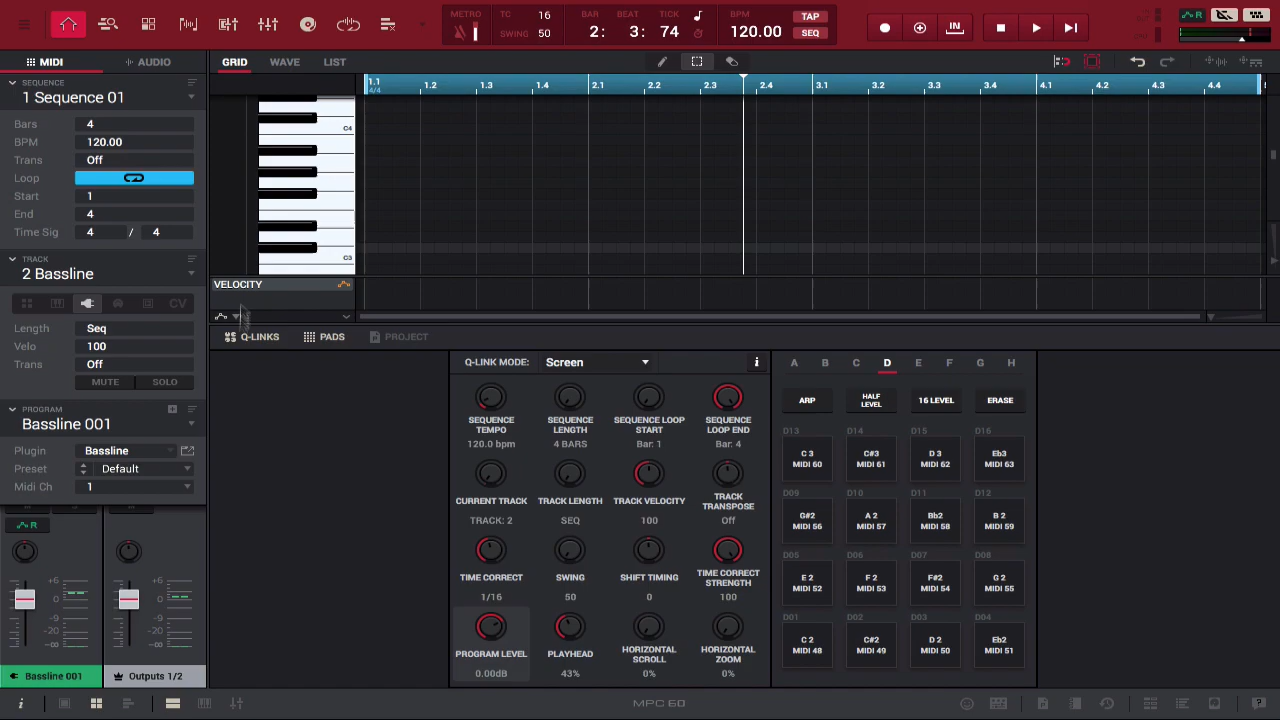 METRO
TC 16
SWING 50
BAR BEAT TICK
2: 3: 74
BPM
120.00
TAP
SEQ
IN
R
MIDI
AUDIO
GRID
WAVE
LIST
SEQUENCE
1 Sequence 01
Bars 4
BPM 120.00
Trans Off
Loop
Start 1
End 4
Time Sig 4 / 4
TRACK
2 Bassline
CV
Length Seq
Velo 100
Trans Off
MUTE SOLO
PROGRAM
Bassline 001
Plugin Bassline
Preset Default
Midi Ch 1
1.1 1.2 1.3 1.4 2.1 2.2 2.3 2.4 3.1 3.2 3.3 3.4 4.1 4.2 4.3 4.4
4/4
C4
C3
VELOCITY
Q-LINKS
PADS
PROJECT
Q-LINK MODE: Screen
i
SEQUENCE TEMPO
120.0 bpm
SEQUENCE LENGTH
4 BARS
SEQUENCE LOOP START
Bar: 1
SEQUENCE LOOP END
Bar: 4
CURRENT TRACK
TRACK: 2
TRACK LENGTH
SEQ
TRACK VELOCITY
100
TRACK TRANSPOSE
Off
TIME CORRECT
1/16
SWING
50
SHIFT TIMING
0
TIME CORRECT STRENGTH
100
PROGRAM LEVEL
0.00dB
PLAYHEAD
43%
HORIZONTAL SCROLL
0%
HORIZONTAL ZOOM
0%
A B C D E F G H
ARP
HALF LEVEL
16 LEVEL
ERASE
D13 D14 D15 D16
C 3 C#3 D 3 Eb3
MIDI 60 MIDI 61 MIDI 62 MIDI 63
D09 D10 D11 D12
G#2 A 2 Bb2 B 2
MIDI 56 MIDI 57 MIDI 58 MIDI 59
D05 D06 D07 D08
E 2 F 2 F#2 G 2
MIDI 52 MIDI 53 MIDI 54 MIDI 55
D01 D02 D03 D04
C 2 C#2 D 2 Eb2
MIDI 48 MIDI 49 MIDI 50 MIDI 51
R
+6 +6
0 0
-9 -9
-20 -20
-∞ -∞
Bassline 001
Outputs 1/2
i
MPC 60